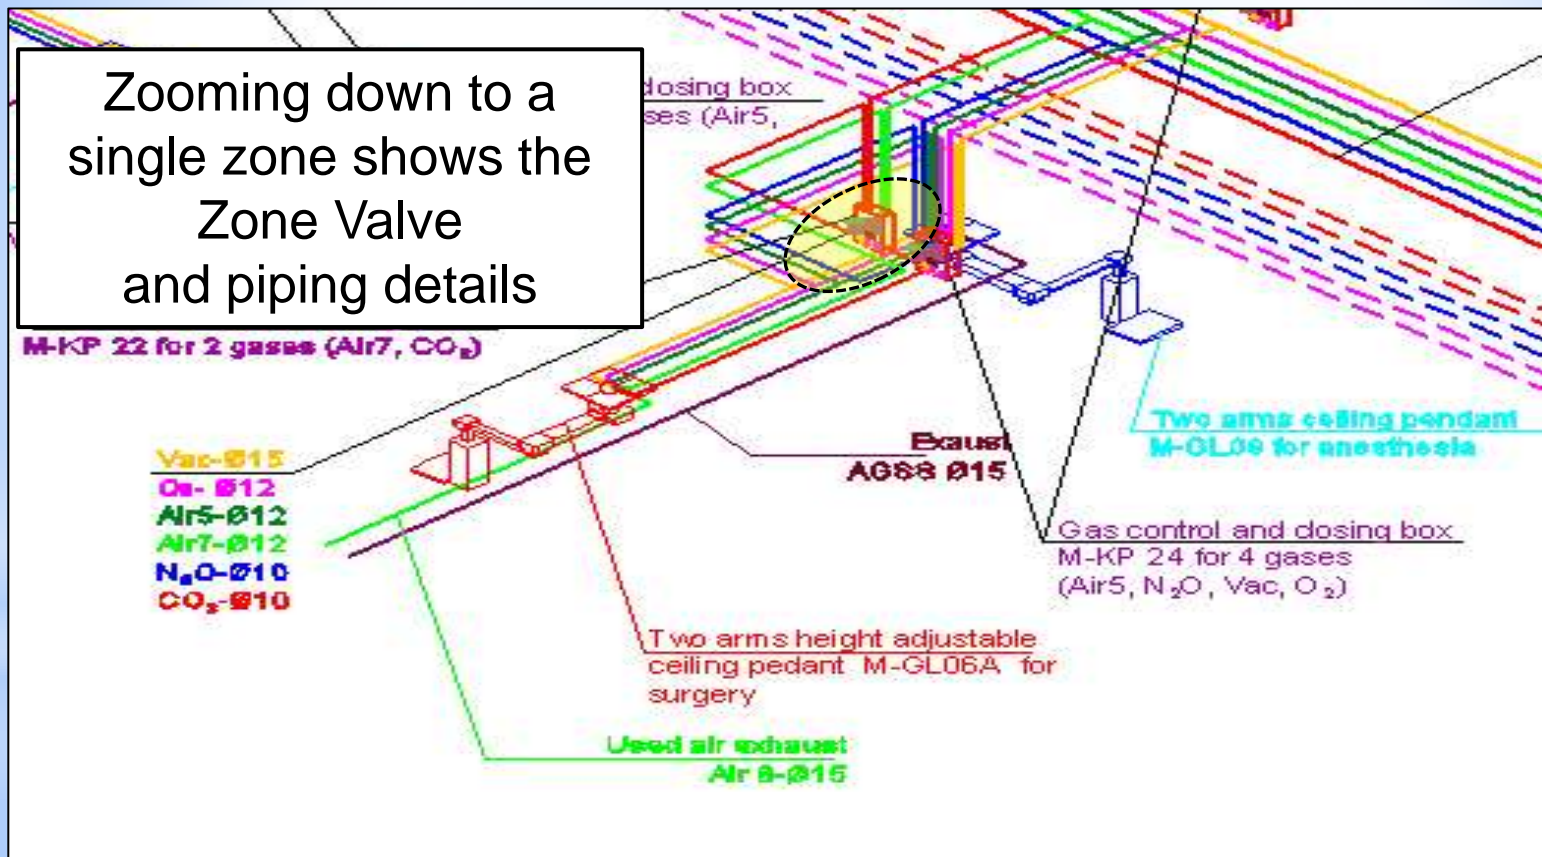 Zooming down to a
single zone shows the
Zone Valve
and piping details
closing box
ses (Air5,
M-KP 22 for 2 gases (Air7, CO₂)
Vac-Ø15
O₂- Ø12
Air5-Ø12
Air7-Ø12
N₂O-Ø10
CO₂-Ø10
Exaust
AGSS Ø15
Two arms ceiling pendant
M-GL09 for anesthesia
Gas control and closing box
M-KP 24 for 4 gases
(Air5, N₂O, Vac, O₂)
Two arms height adjustable
ceiling pedant M-GL06A for
surgery
Used air exhaust
Air 8-Ø15